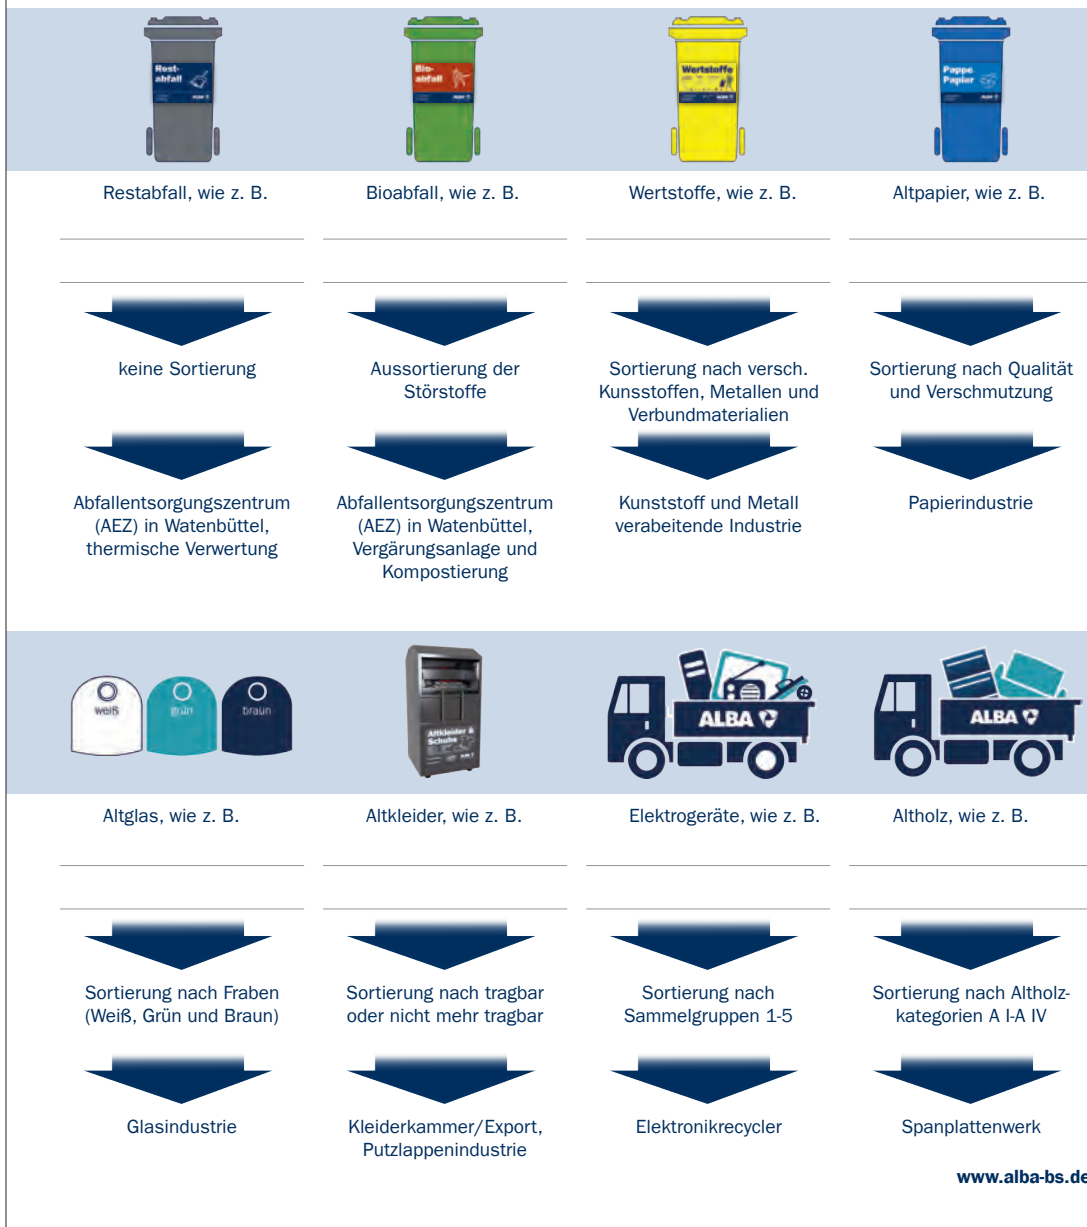 Rest-
abfall
ALBA
Bio-
abfall
ALBA
Wertstoffe
ALBA
Pappe
Papier
ALBA
Restabfall, wie z. B.
Bioabfall, wie z. B.
Wertstoffe, wie z. B.
Altpapier, wie z. B.
keine Sortierung
Aussortierung der
Störstoffe
Sortierung nach versch.
Kunsstoffen, Metallen und
Verbundmaterialien
Sortierung nach Qualität
und Verschmutzung
Abfallentsorgungszentrum
(AEZ) in Watenbüttel,
thermische Verwertung
Abfallentsorgungszentrum
(AEZ) in Watenbüttel,
Vergärungsanlage und
Kompostierung
Kunststoff und Metall
verabeitende Industrie
Papierindustrie
weiß
grün
braun
Altkleider &
Schuhe
ALBA
ALBA
Altglas, wie z. B.
Altkleider, wie z. B.
Elektrogeräte, wie z. B.
Altholz, wie z. B.
Sortierung nach Fraben
(Weiß, Grün und Braun)
Sortierung nach tragbar
oder nicht mehr tragbar
Sortierung nach
Sammelgruppen 1-5
Sortierung nach Altholz-
kategorien A I-A IV
Glasindustrie
Kleiderkammer/Export,
Putzlappenindustrie
Elektronikrecycler
Spanplattenwerk
www.alba-bs.de